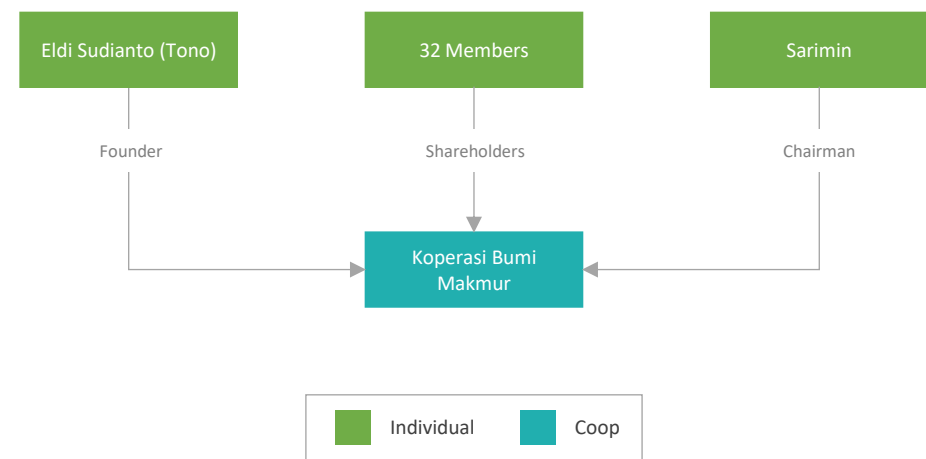 Eldi Sudianto (Tono)
32 Members
Sarimin
Founder
Shareholders
Chairman
Koperasi Bumi
Makmur
Individual
Coop